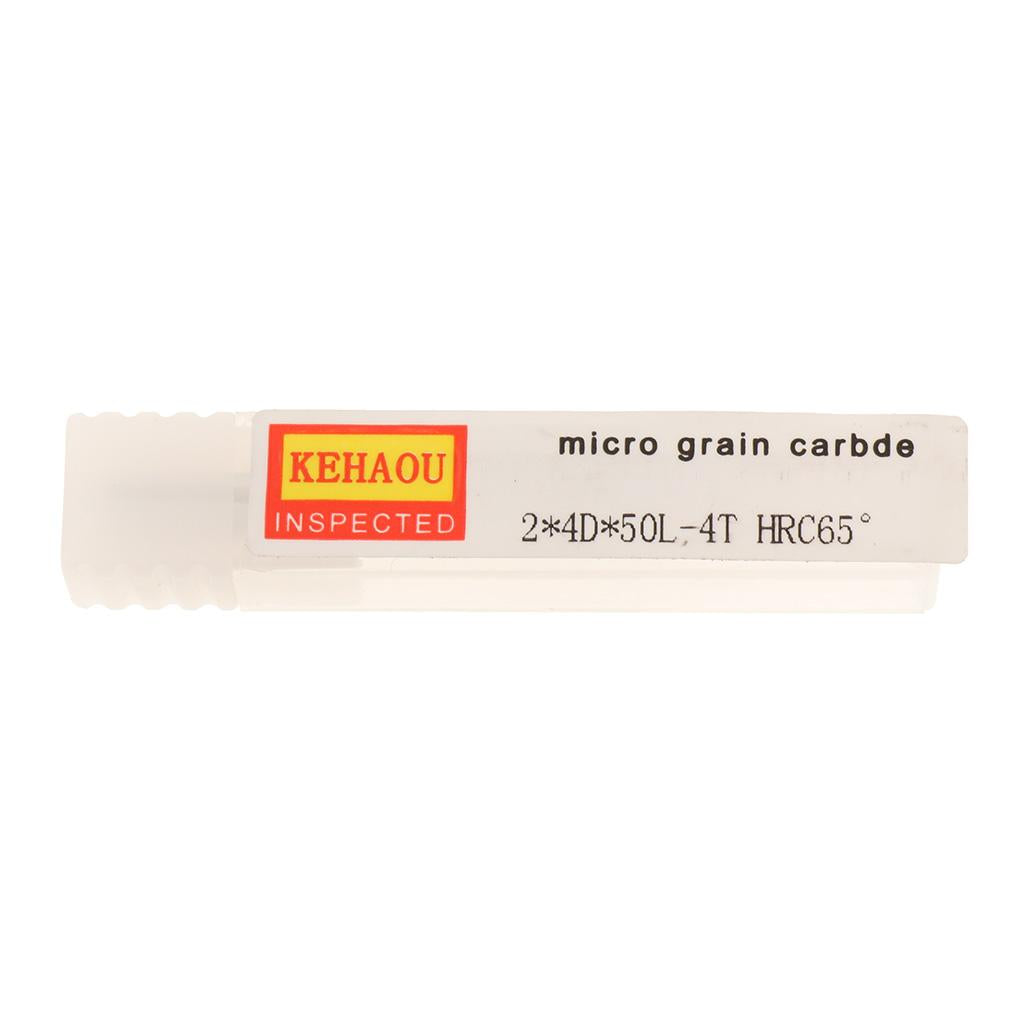 KEHAOU
INSPECTED
micro grain carbde
2*4D*50L-4T HRC65°